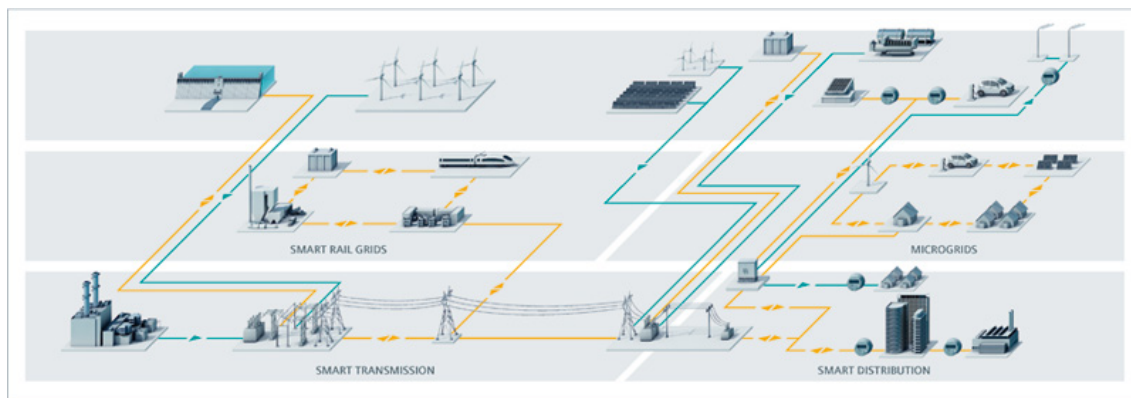 SMART RAIL GRIDS
MICROGRIDS
SMART TRANSMISSION
SMART DISTRIBUTION